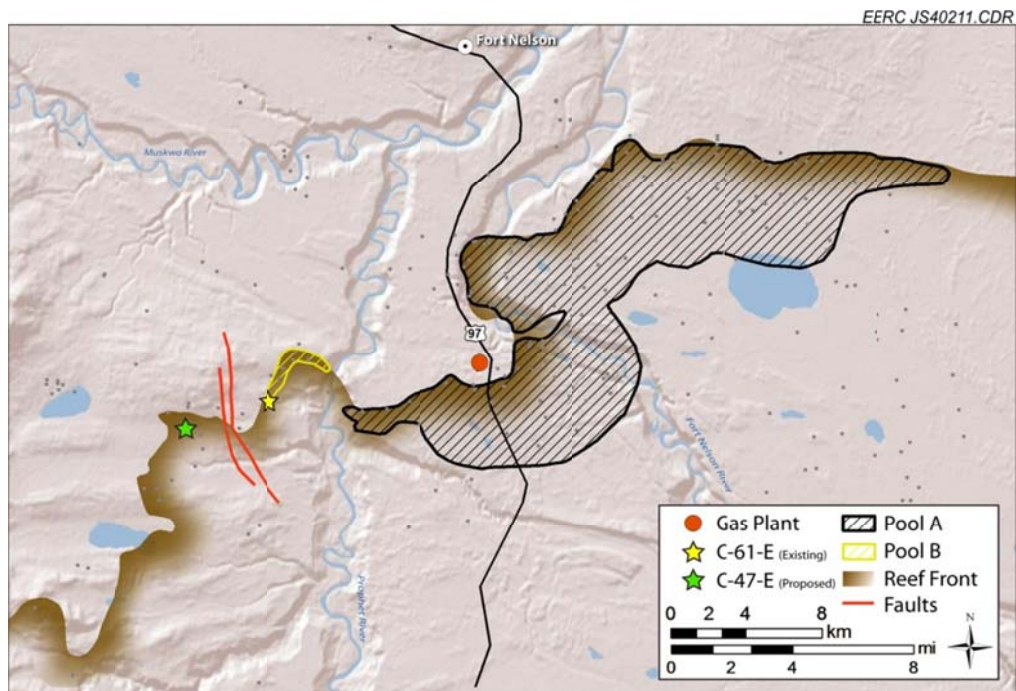 EERC JS40211.CDR
Fort Nelson
Muskwa River
97
Fort Nelson River
Prophet River
Gas Plant
C-61-E (Existing)
C-47-E (Proposed)
Pool A
Pool B
Reef Front
Faults
0 2 4 8
km
0 2 4 8
mi
N